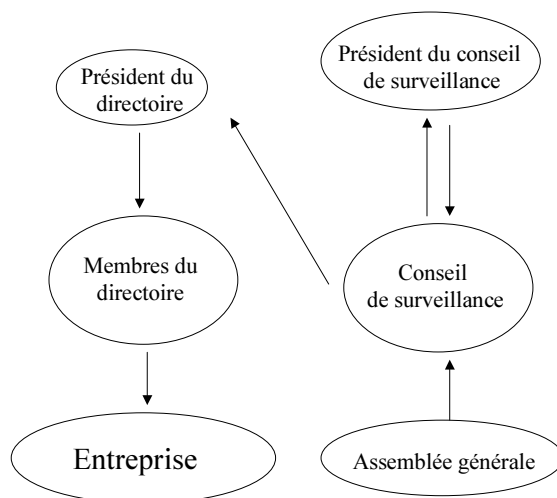 Président du
directoire
Président du conseil
de surveillance
Membres du
directoire
Conseil
de surveillance
Entreprise
Assemblée générale